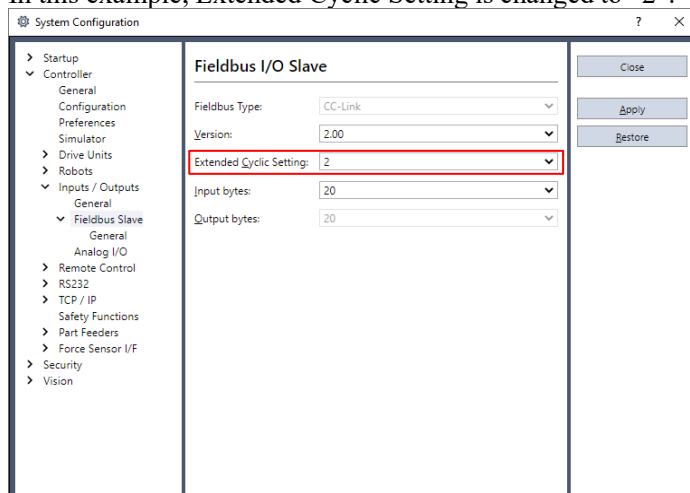 In this example, Extended Cyclic Setting is changed to "2".
System Configuration
?
Startup
Controller
General
Configuration
Preferences
Simulator
Drive Units
Robots
Inputs / Outputs
General
Fieldbus Slave
General
Analog I/O
Remote Control
RS232
TCP / IP
Safety Functions
Part Feeders
Force Sensor I/F
Security
Vision
Fieldbus I/O Slave
Fieldbus Type: CC-Link
Version: 2.00
Extended Cyclic Setting: 2
Input bytes: 20
Output bytes: 20
Close
Apply
Restore